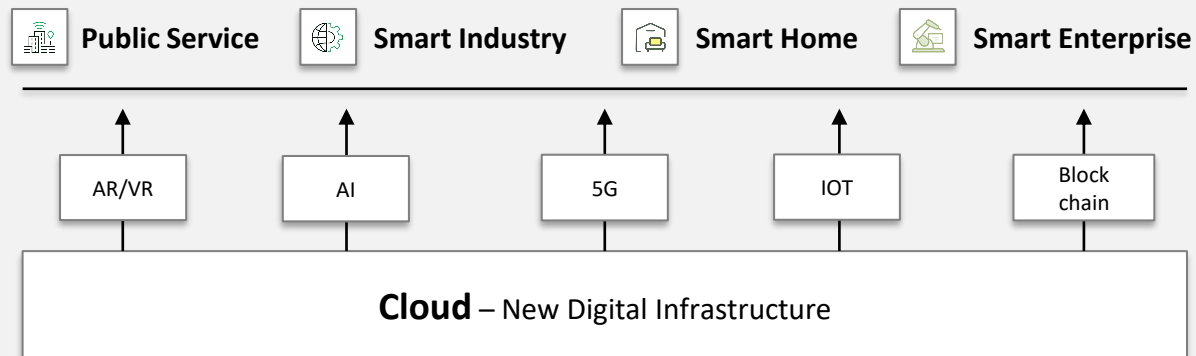 Public Service
Smart Industry
Smart Home
Smart Enterprise
AR/VR
AI
5G
IOT
Block
chain
Cloud – New Digital Infrastructure